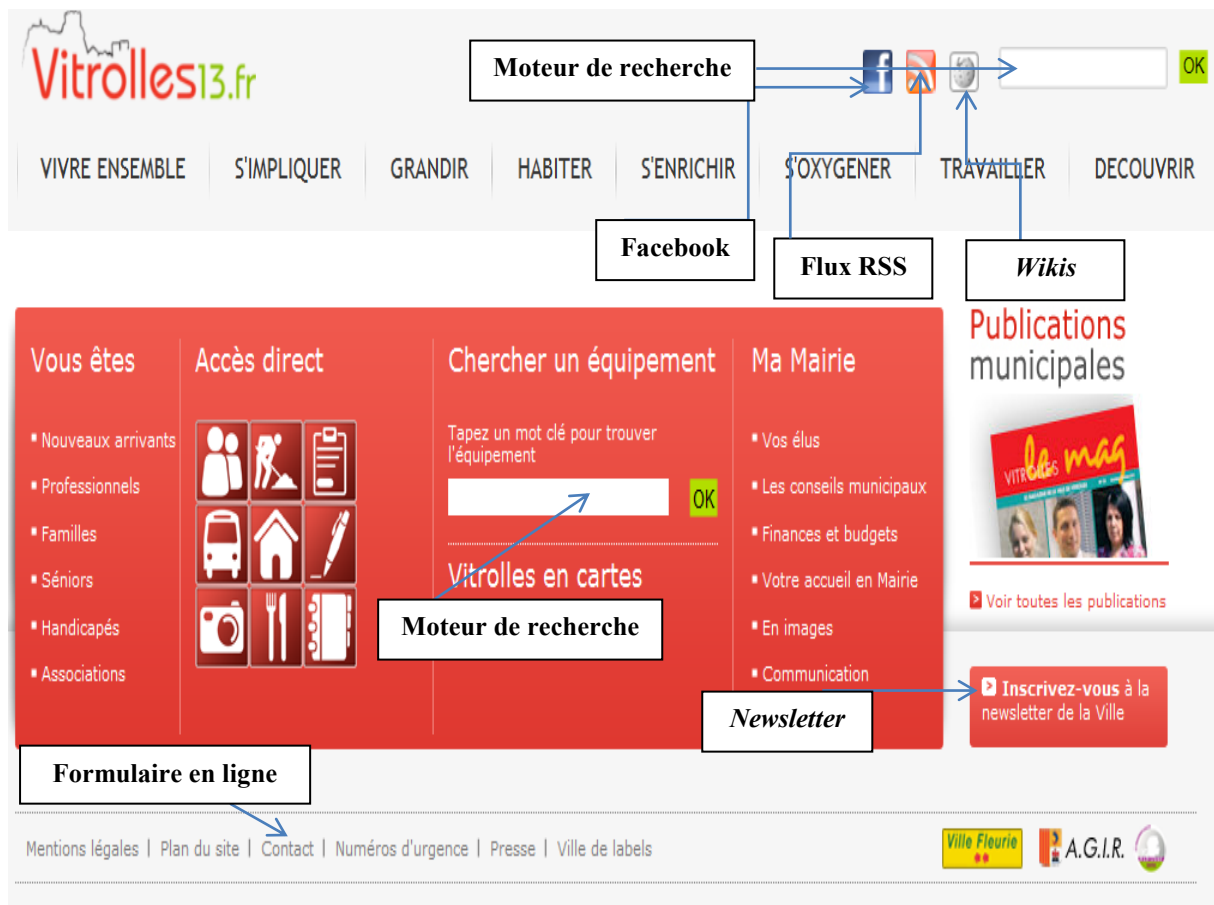 Vitrolles13.fr
Moteur de recherche
f
OK
VIVRE ENSEMBLE
S'IMPLIQUER
GRANDIR
HABITER
S'ENRICHIR
S'OXYGENER
TRAVAILLER
DECOUVRIR
Facebook
Flux RSS
Wikis
Vous êtes
Nouveaux arrivants
Professionnels
Familles
Séniors
Handicapés
Associations
Accès direct
Chercher un équipement
Tapez un mot clé pour trouver
l'équipement
OK
Vitrolles en cartes
Moteur de recherche
Ma Mairie
Vos élus
Les conseils municipaux
Finances et budgets
Votre accueil en Mairie
En images
Communication
Publications
municipales
VITROLLES
le mag
Voir toutes les publications
Newsletter
Inscrivez-vous à la
newsletter de la Ville
Formulaire en ligne
Mentions légales | Plan du site | Contact | Numéros d'urgence | Presse | Ville de labels
Ville Fleurie
A.G.I.R.